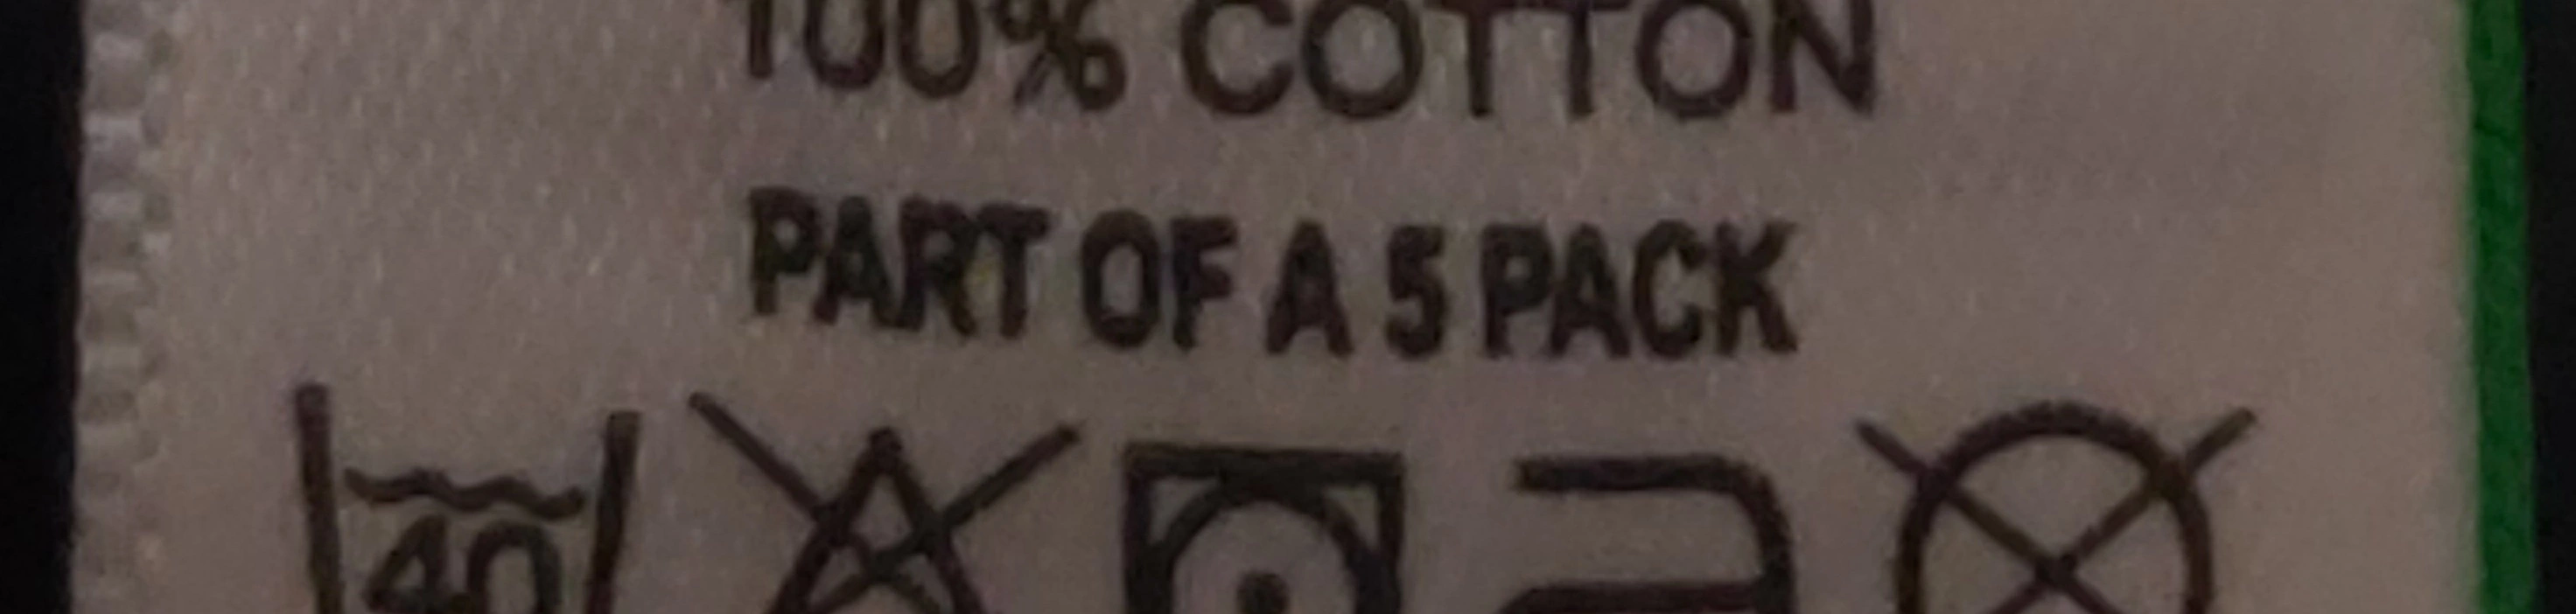 100% COTTON
PART OF A 5 PACK
40